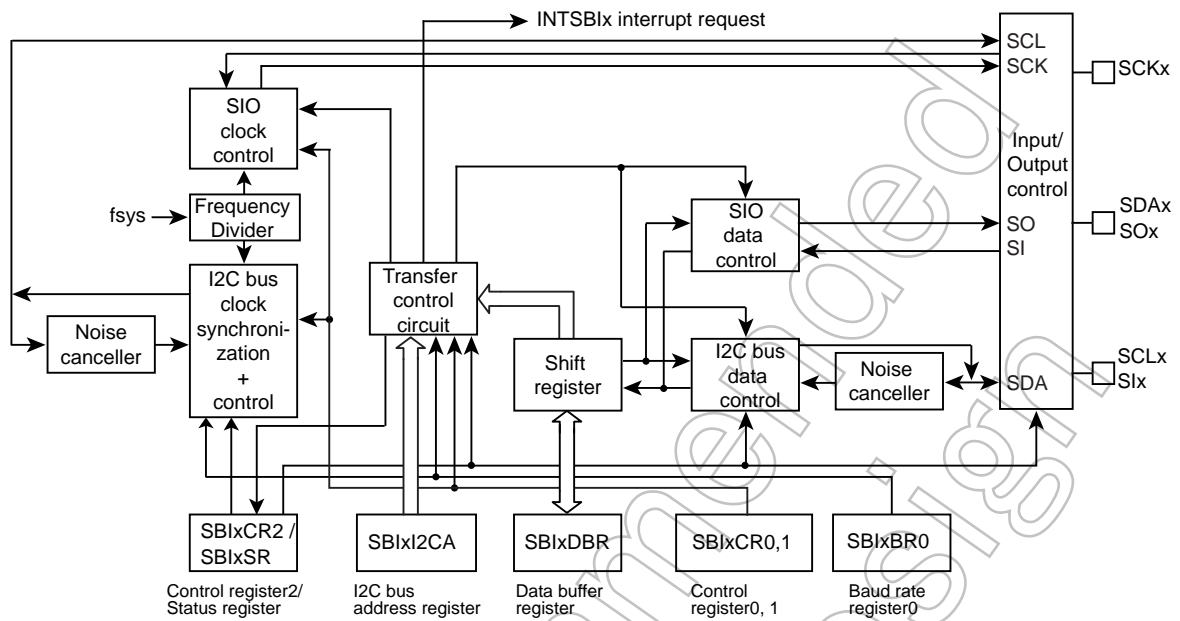 INTSBIx interrupt request
SCL
SCK
SCKx
SIO
clock
control
Input/
Output
control
fsys
Frequency
Divider
SIO
data
control
SO
SI
SDAx
SOx
I2C bus
clock
synchroni-
zation
+
control
Noise
canceller
Transfer
control
circuit
Shift
register
I2C bus
data
control
Noise
canceller
SDA
SCLx
SIx
SBIxCR2 /
SBIxSR
SBIxI2CA
SBIxDBR
SBIxCR0,1
SBIxBR0
Control register2/
Status register
I2C bus
address register
Data buffer
register
Control
register0, 1
Baud rate
register0
omended
esign